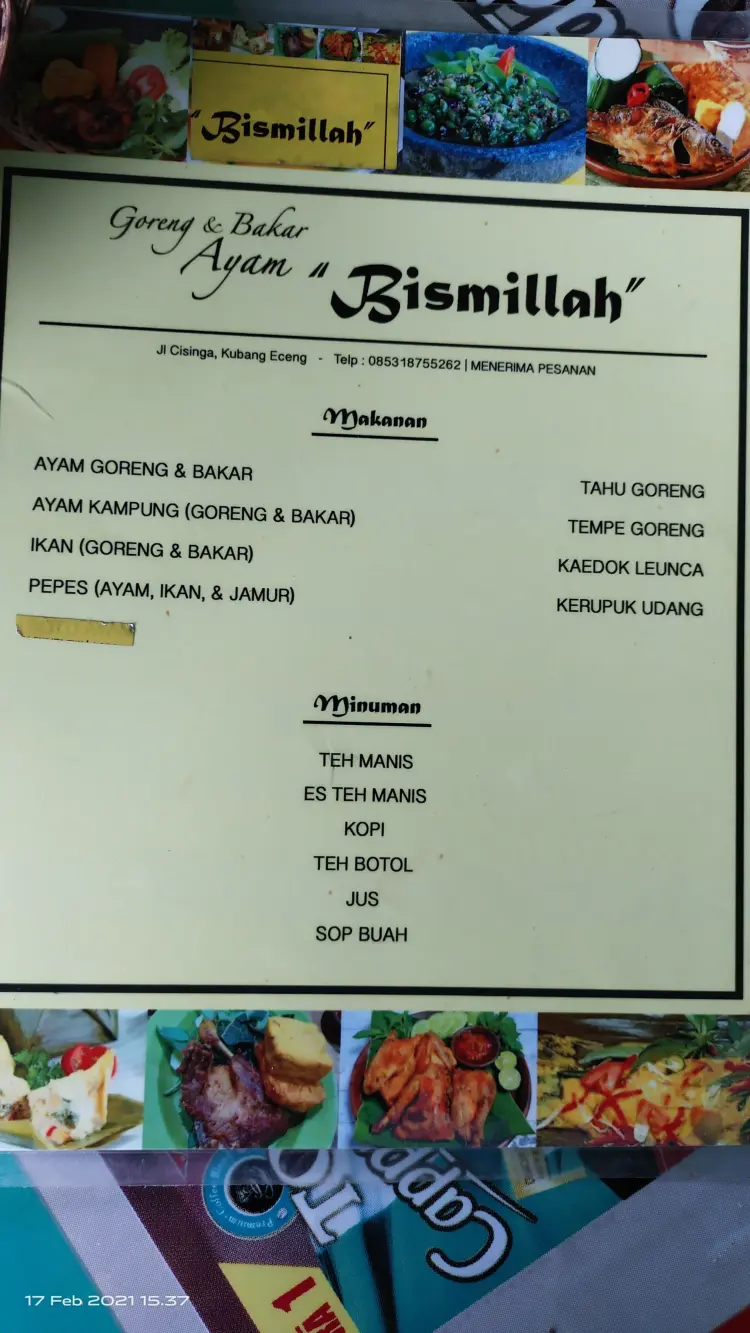 "Bismillah"
Goreng & Bakar
Ayam "Bismillah"
Jl Cisinga, Kubang Eceng - Telp : 085318755262 | MENERIMA PESANAN
Makanan
AYAM GORENG & BAKAR
AYAM KAMPUNG (GORENG & BAKAR)
IKAN (GORENG & BAKAR)
PEPES (AYAM, IKAN, & JAMUR)
TAHU GORENG
TEMPE GORENG
KAEDOK LEUNCA
KERUPUK UDANG
Minuman
TEH MANIS
ES TEH MANIS
KOPI
TEH BOTOL
JUS
SOP BUAH
17 Feb 2021 15.37